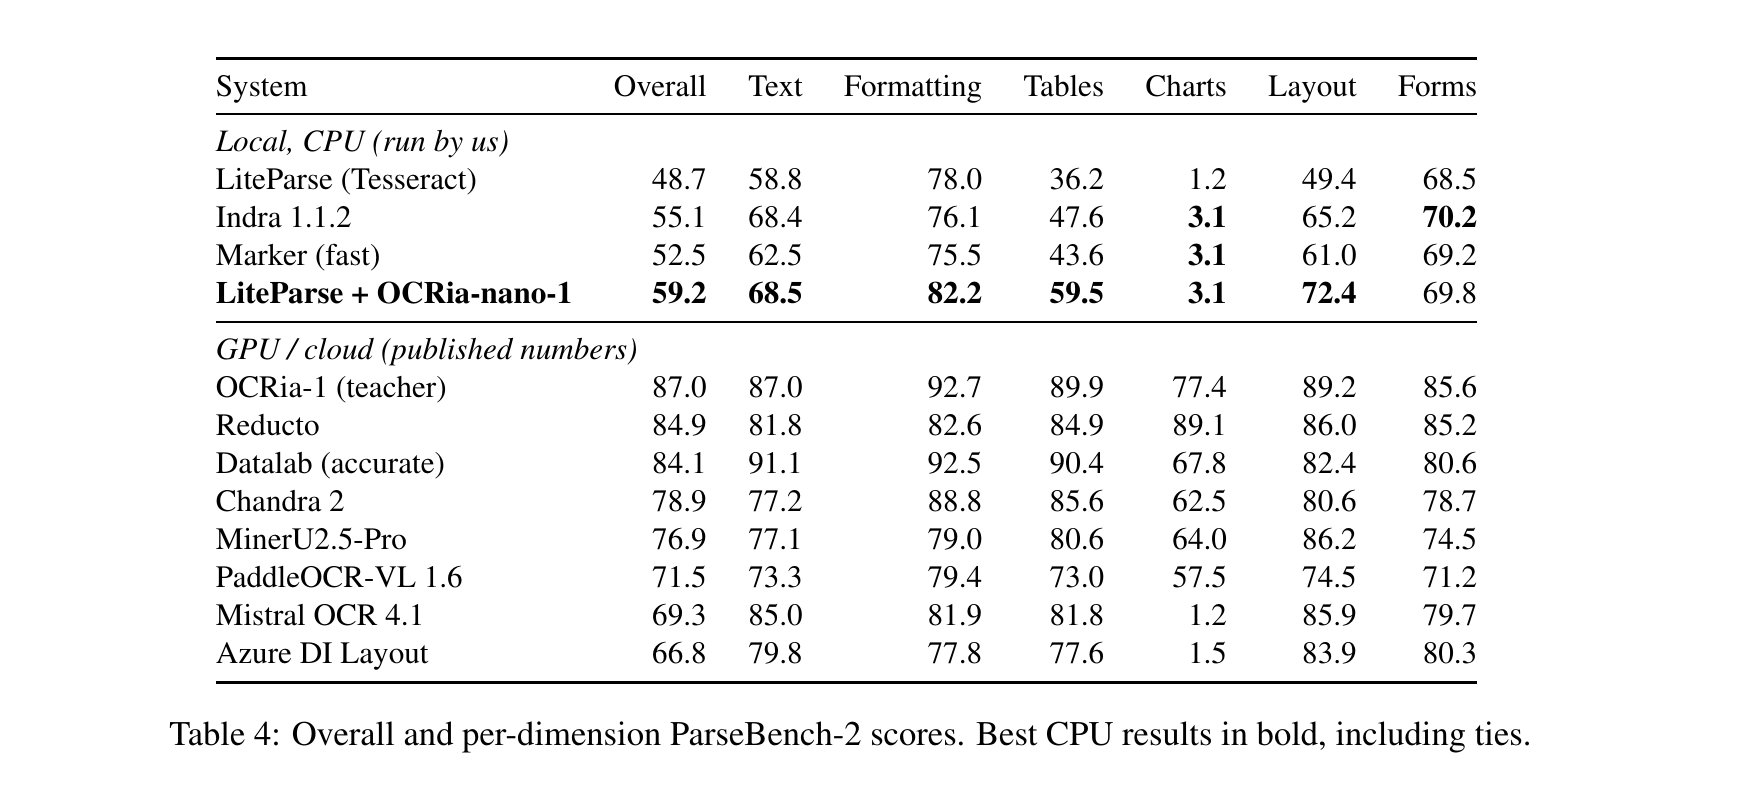 System Overall Text Formatting Tables Charts Layout Forms
Local, CPU (run by us)
LiteParse (Tesseract) 48.7 58.8 78.0 36.2 1.2 49.4 68.5
Indra 1.1.2 55.1 68.4 76.1 47.6 3.1 65.2 70.2
Marker (fast) 52.5 62.5 75.5 43.6 3.1 61.0 69.2
LiteParse + OCRia-nano-1 59.2 68.5 82.2 59.5 3.1 72.4 69.8
GPU / cloud (published numbers)
OCRia-1 (teacher) 87.0 87.0 92.7 89.9 77.4 89.2 85.6
Reducto 84.9 81.8 82.6 84.9 89.1 86.0 85.2
Datalab (accurate) 84.1 91.1 92.5 90.4 67.8 82.4 80.6
Chandra 2 78.9 77.2 88.8 85.6 62.5 80.6 78.7
MinerU2.5-Pro 76.9 77.1 79.0 80.6 64.0 86.2 74.5
PaddleOCR-VL 1.6 71.5 73.3 79.4 73.0 57.5 74.5 71.2
Mistral OCR 4.1 69.3 85.0 81.9 81.8 1.2 85.9 79.7
Azure DI Layout 66.8 79.8 77.8 77.6 1.5 83.9 80.3
Table 4: Overall and per-dimension ParseBench-2 scores. Best CPU results in bold, including ties.